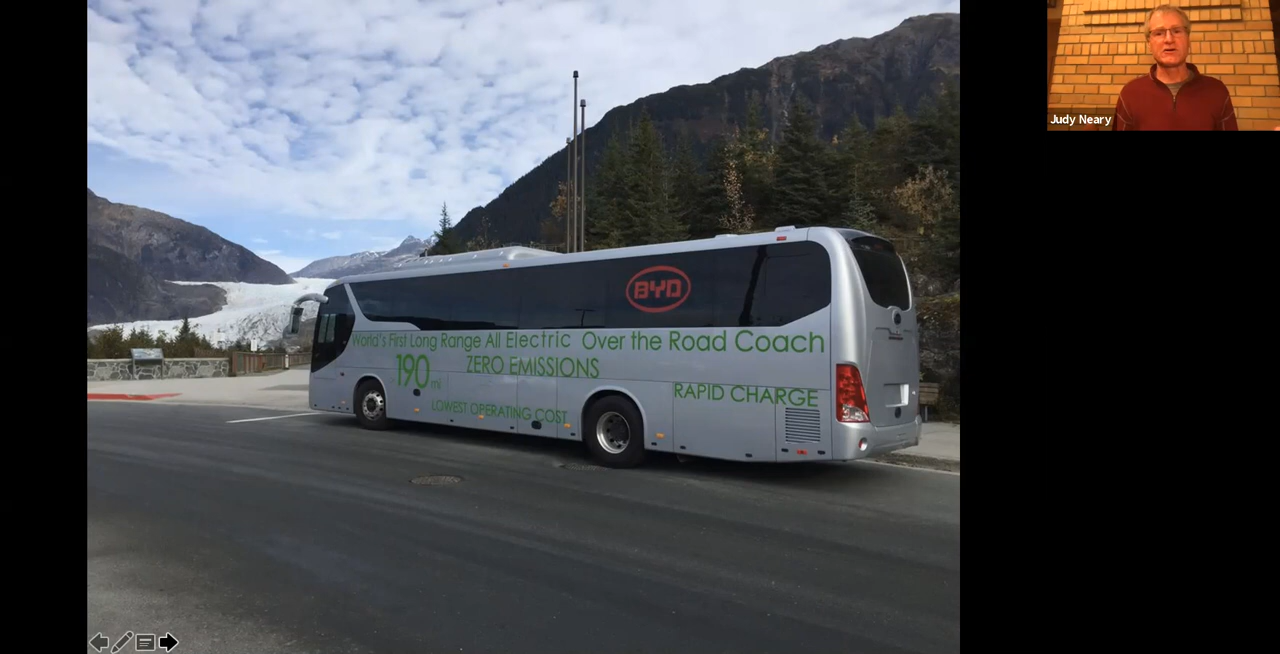 Judy Neary
BYD
World's First Long Range All Electric Over the Road Coach
190 mi
ZERO EMISSIONS
RAPID CHARGE
LOWEST OPERATING COST